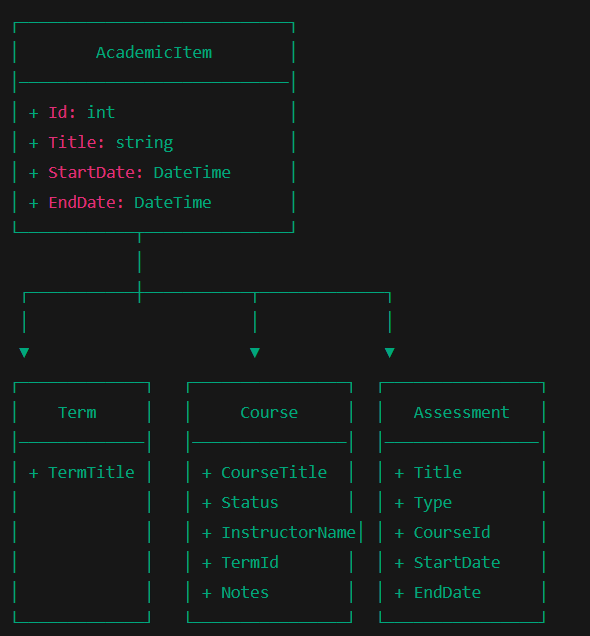 AcademicItem
+ Id: int
+ Title: string
+ StartDate: DateTime
+ EndDate: DateTime
Term Course Assessment
+ TermTitle + CourseTitle + Title
+ Status + Type
+ InstructorName + CourseId
+ TermId + StartDate
+ Notes + EndDate